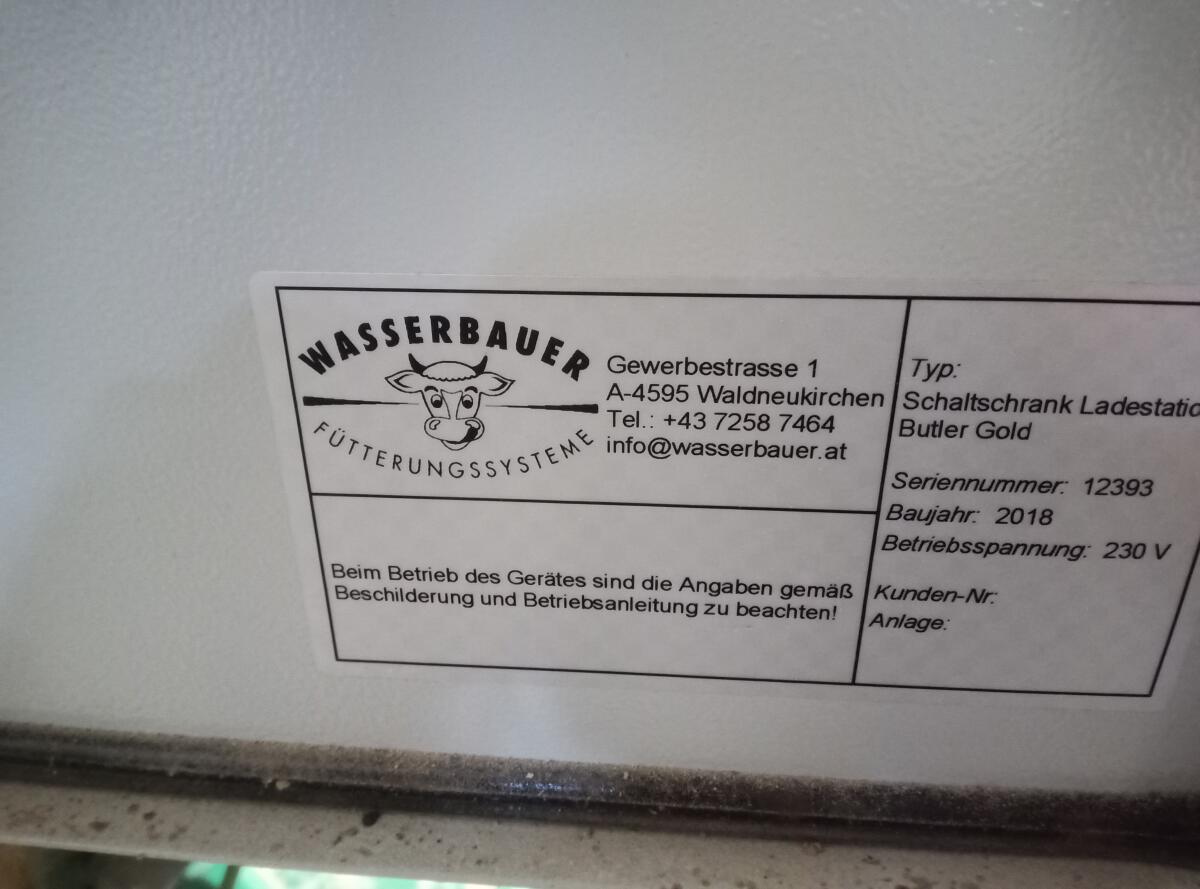 WASSERBAUER
FÜTTERUNGSSYSTEME
Gewerbestrasse 1
A-4595 Waldneukirchen
Tel.: +43 7258 7464
info@wasserbauer.at
Beim Betrieb des Gerätes sind die Angaben gemäß
Beschilderung und Betriebsanleitung zu beachten!
Typ:
Schaltschrank Ladestatio
Butler Gold
Seriennummer: 12393
Baujahr: 2018
Betriebsspannung: 230 V
Kunden-Nr:
Anlage: